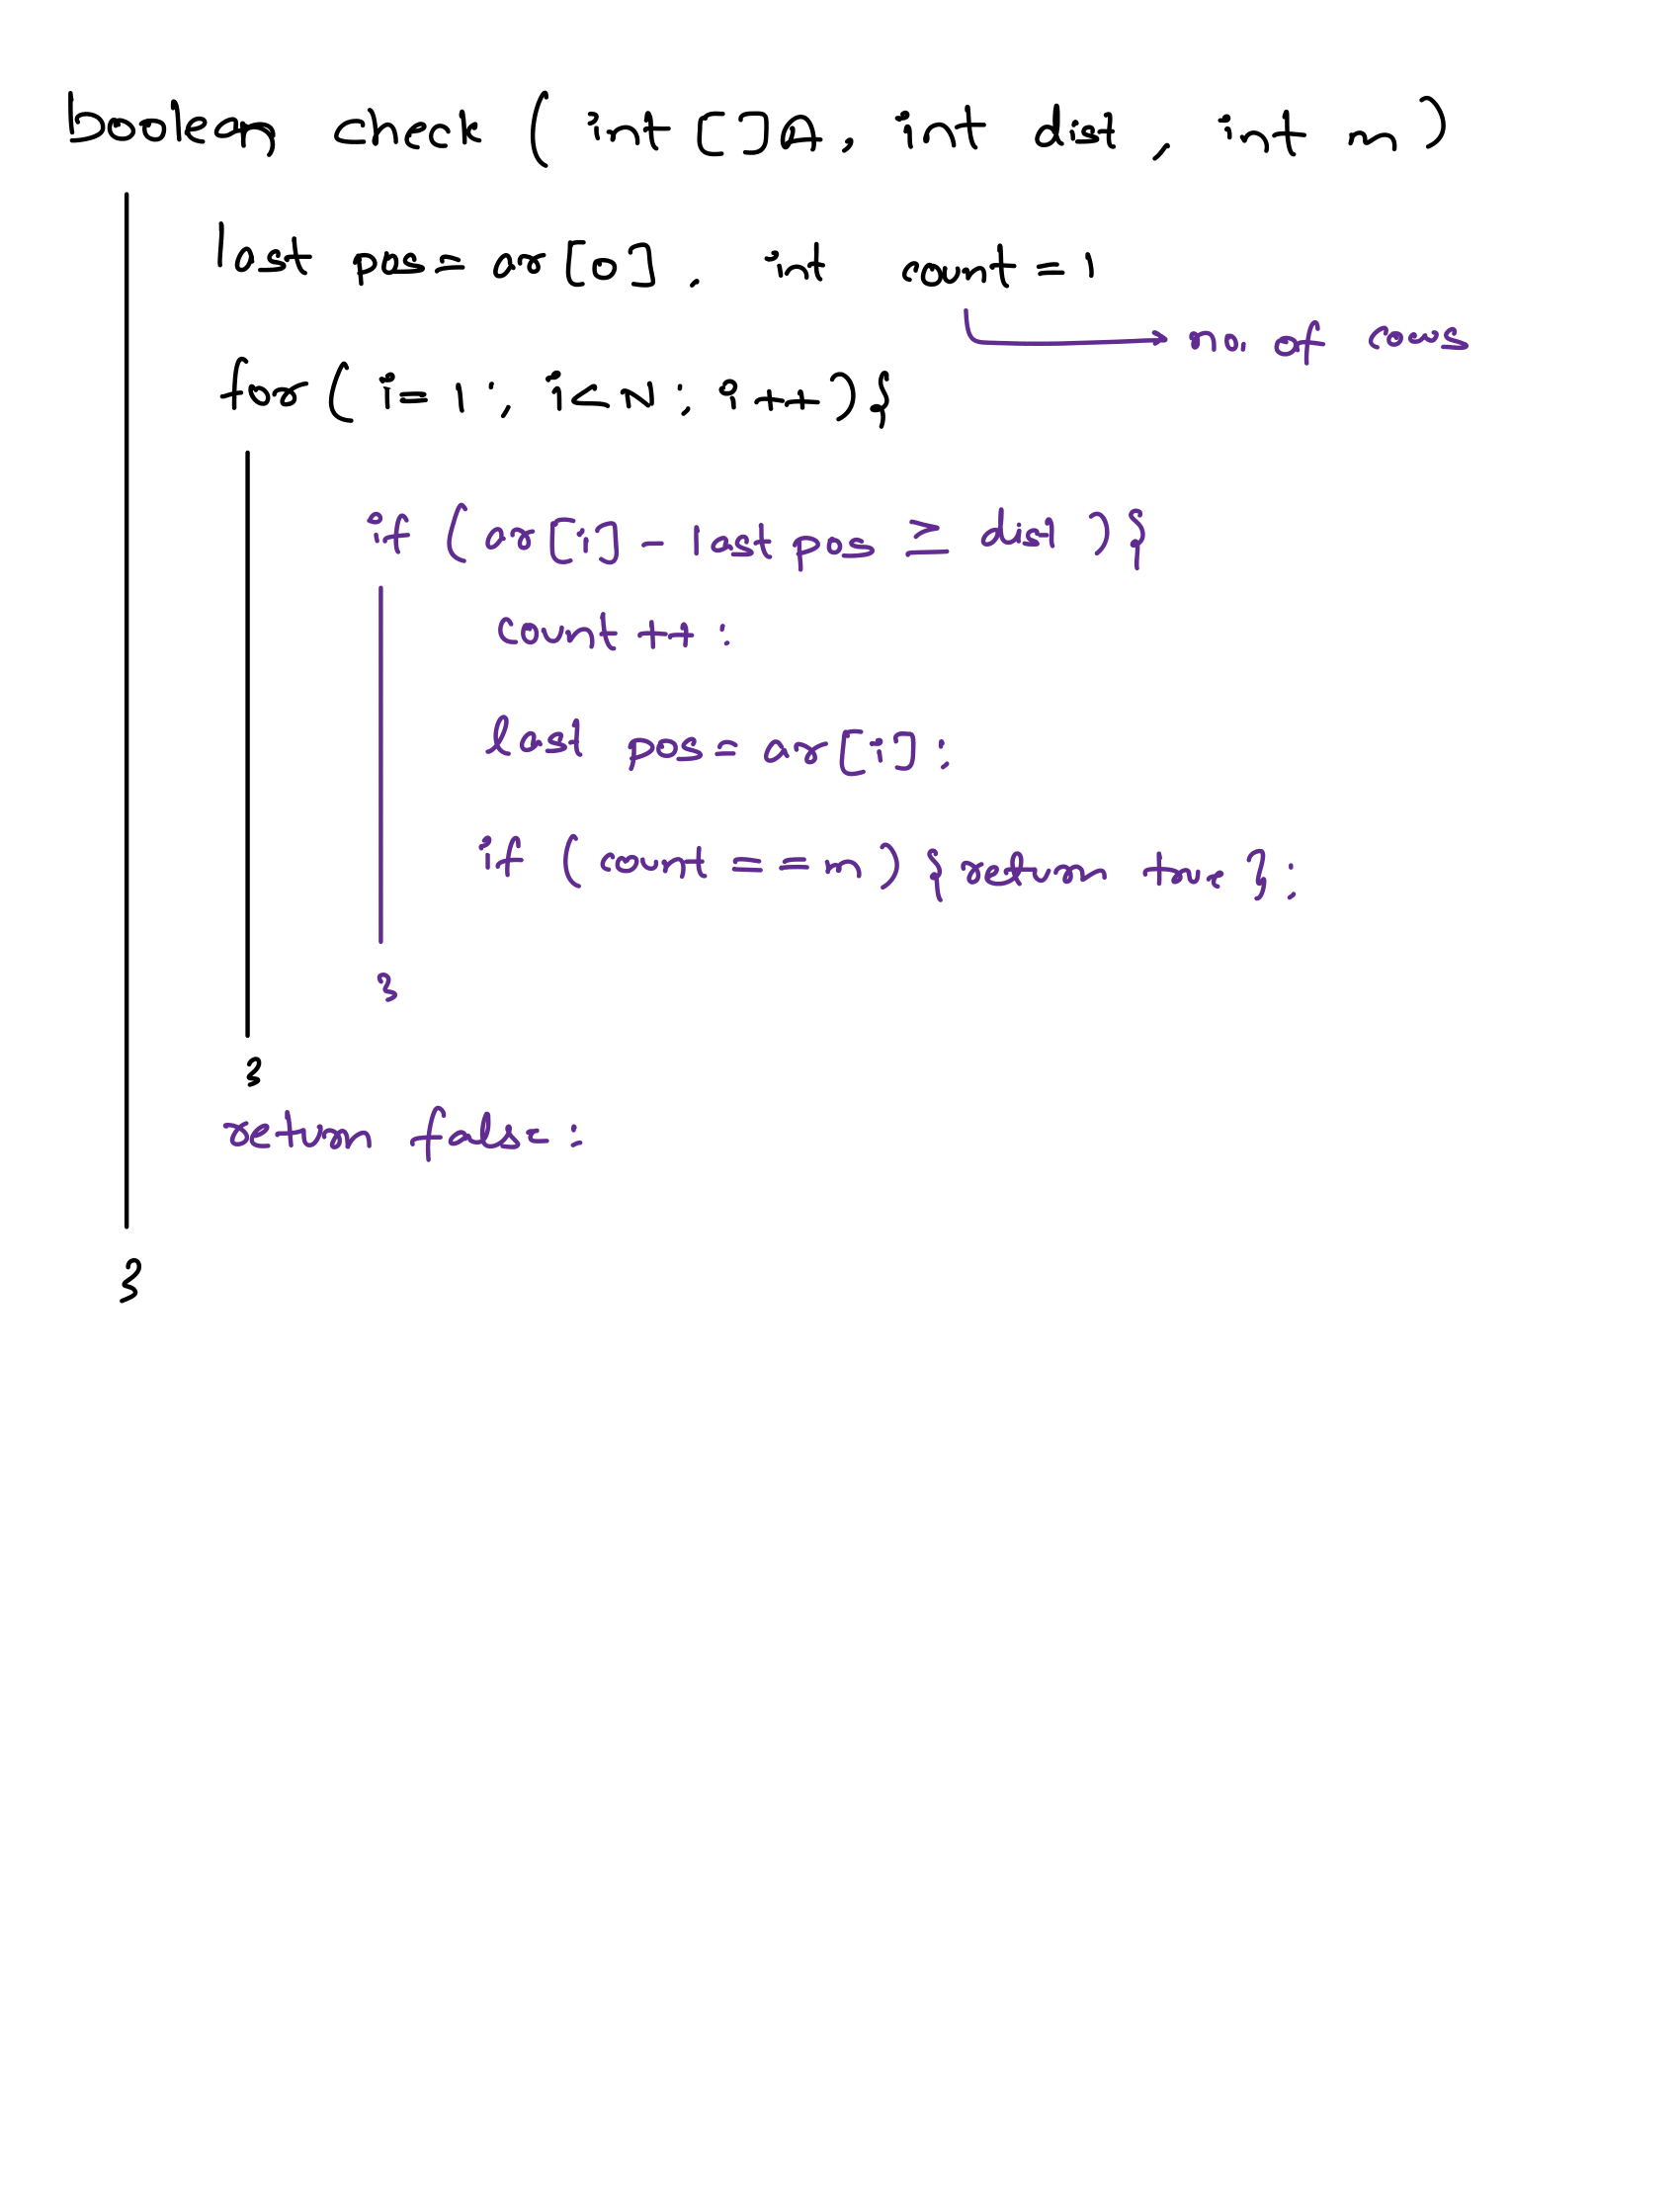 boolean check ( int []A, int dist , int m )
last pos = ar[0] , int count = 1
→ no. of cows
for ( i=1 ; i<N ; i++ ){
if ( ar[i] - last pos ≥ dist ){
count ++ ;
last pos = ar[i] ;
if ( count == m ) { return true } ;
}
}
return false ;
}